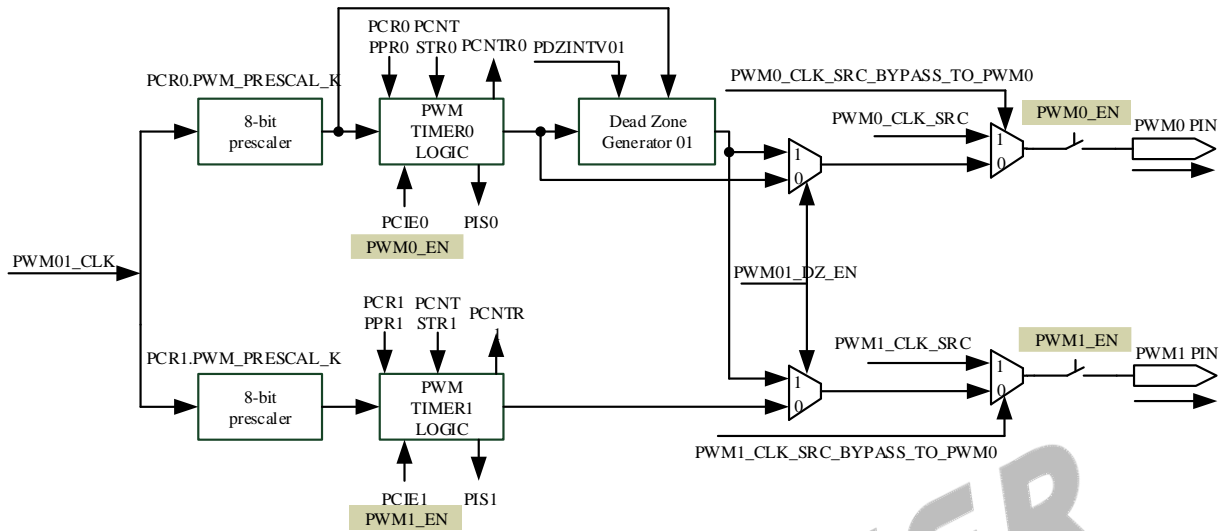 PCR0 PCNT
PPR0 STR0
PCNTR0
PDZINTV01
PWM0_CLK_SRC_BYPASS_TO_PWM0
PCR0.PWM_PRESCAL_K
8-bit
prescaler
PWM
TIMER0
LOGIC
Dead Zone
Generator 01
PWM0_CLK_SRC
PWM0_EN
PWM0 PIN
1
0
1
0
PCIE0
PIS0
PWM0_EN
PWM01_CLK
PWM01_DZ_EN
PCR1 PCNT
PPR1 STR1
PCNTR
1
PCR1.PWM_PRESCAL_K
8-bit
prescaler
PWM
TIMER1
LOGIC
PWM1_CLK_SRC
PWM1_EN
PWM1 PIN
1
0
1
0
PWM1_CLK_SRC_BYPASS_TO_PWM0
PCIE1
PIS1
PWM1_EN